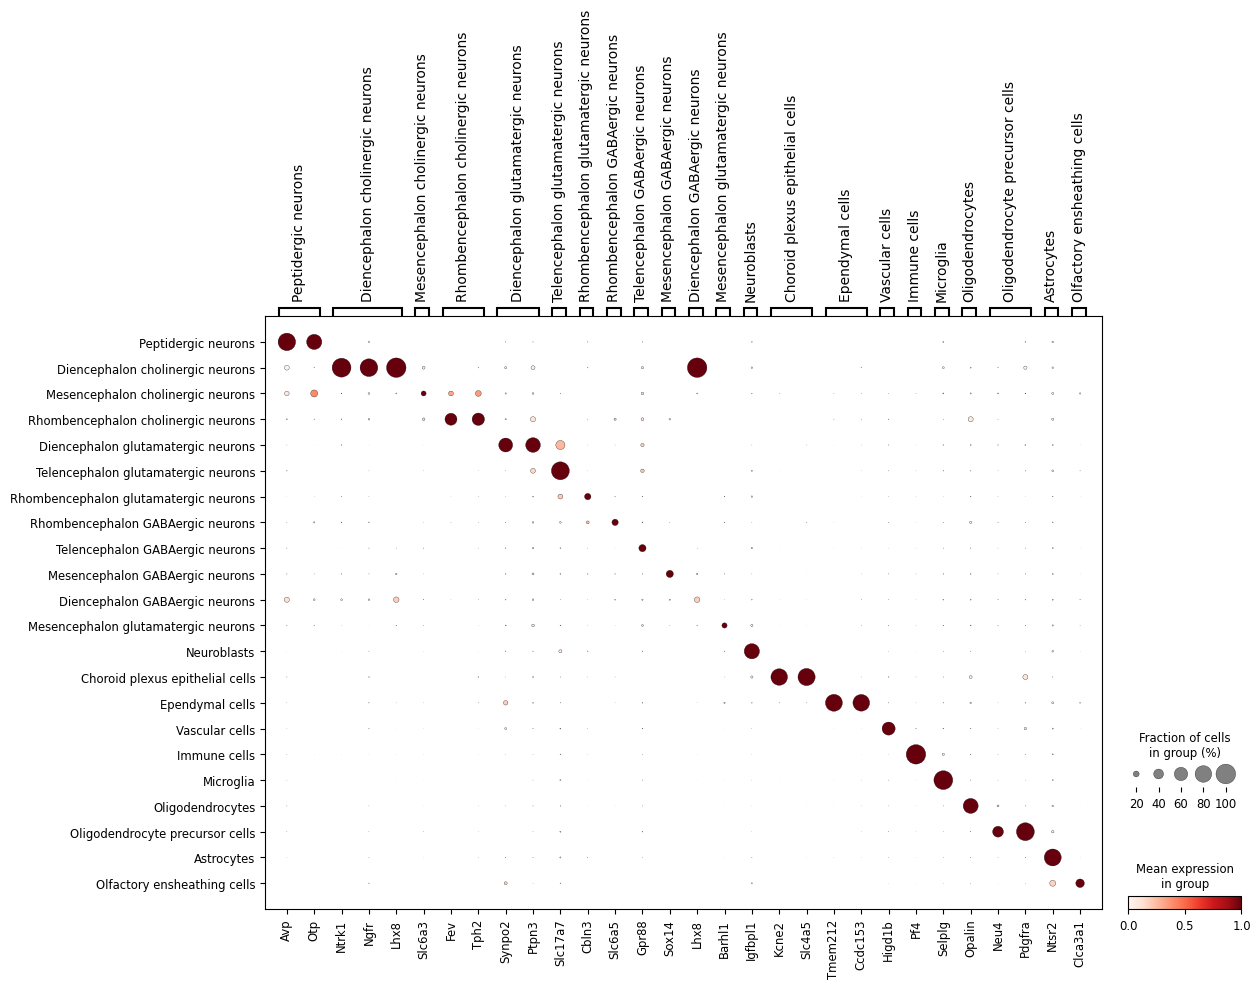 Peptidergic neurons
Diencephalon cholinergic neurons
Mesencephalon cholinergic neurons
Rhombencephalon cholinergic neurons
Diencephalon glutamatergic neurons
Telencephalon glutamatergic neurons
Rhombencephalon glutamatergic neurons
Rhombencephalon GABAergic neurons
Telencephalon GABAergic neurons
Mesencephalon GABAergic neurons
Diencephalon GABAergic neurons
Mesencephalon glutamatergic neurons
Neuroblasts
Choroid plexus epithelial cells
Ependymal cells
Vascular cells
Immune cells
Microglia
Oligodendrocytes
Oligodendrocyte precursor cells
Astrocytes
Olfactory ensheathing cells
Peptidergic neurons
Diencephalon cholinergic neurons
Mesencephalon cholinergic neurons
Rhombencephalon cholinergic neurons
Diencephalon glutamatergic neurons
Telencephalon glutamatergic neurons
Rhombencephalon glutamatergic neurons
Rhombencephalon GABAergic neurons
Telencephalon GABAergic neurons
Mesencephalon GABAergic neurons
Diencephalon GABAergic neurons
Mesencephalon glutamatergic neurons
Neuroblasts
Choroid plexus epithelial cells
Ependymal cells
Vascular cells
Immune cells
Microglia
Oligodendrocytes
Oligodendrocyte precursor cells
Astrocytes
Olfactory ensheathing cells
Avp
Otp
Ntrk1
Ngfr
Lhx8
Slc6a3
Fev
Tph2
Synpo2
Ptpn3
Slc17a7
Cbln3
Slc6a5
Gpr88
Sox14
Lhx8
Barhl1
Igfbpl1
Kcne2
Slc4a5
Tmem212
Ccdc153
Higd1b
Pf4
Selplg
Opalin
Neu4
Pdgfra
Ntsr2
Clca3a1
Fraction of cells
in group (%)
20 40 60 80 100
Mean expression
in group
0.0 0.5 1.0